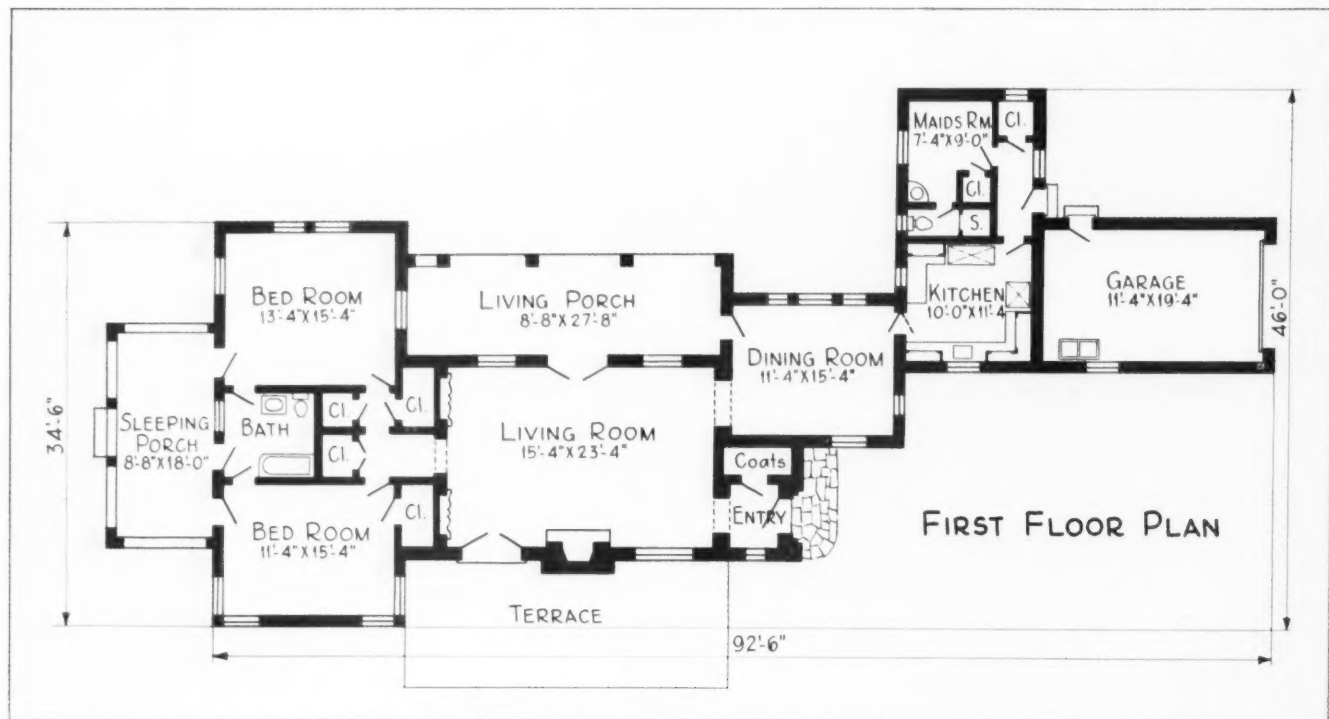 MAIDS RM.
7'-4"X9'-0"
Cl.
Cl.
S.
BED ROOM
13'-4"X15'-4"
LIVING PORCH
8'-8"X27'-8"
KITCHEN
10'-0"X11'-4
GARAGE
11'-4"X19'-4"
46'-0"
DINING ROOM
11'-4"X15'-4"
34'-6"
SLEEPING
PORCH
8'-8"X18'-0"
BATH
Cl.
Cl.
Cl.
LIVING ROOM
15'-4"X23'-4"
Coats
ENTRY
Cl.
BED ROOM
11'-4"X15'-4"
FIRST FLOOR PLAN
TERRACE
92'-6"